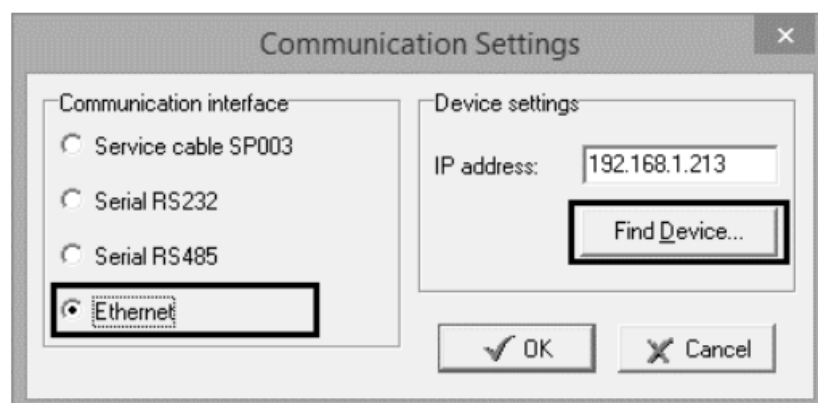 Communication Settings
Communication interface
Service cable SP003
Serial RS232
Serial RS485
Ethernet
Device settings
IP address: 192.168.1.213
Find Device...
OK
Cancel